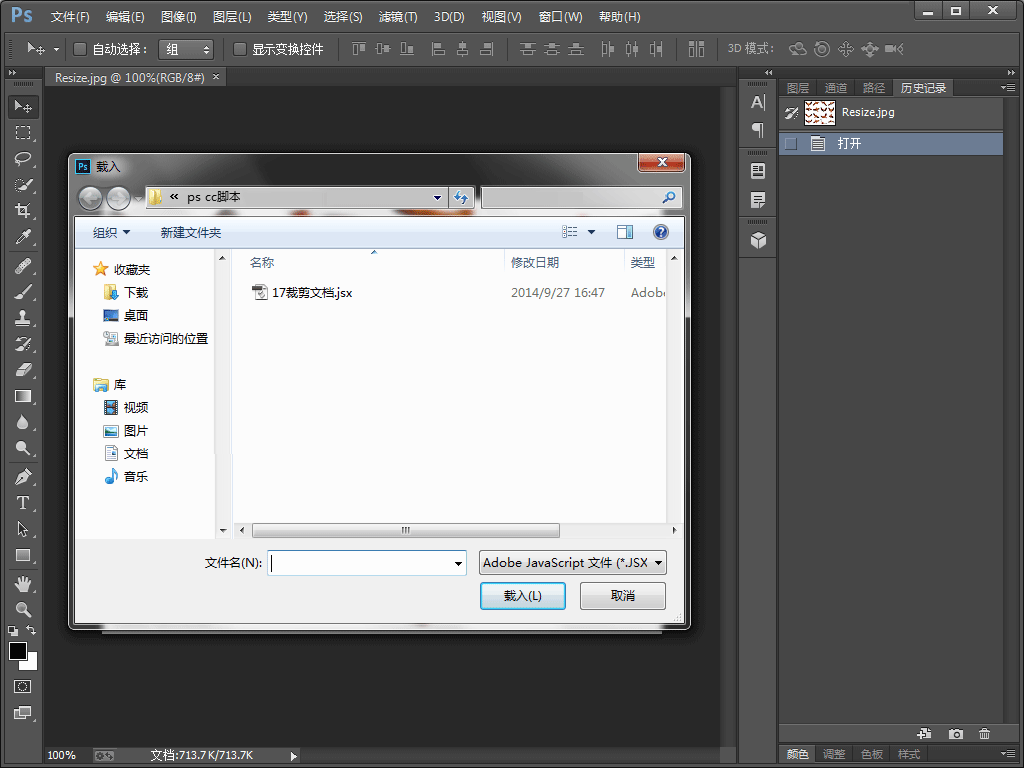 Ps 文件(F) 编辑(E) 图像(I) 图层(L) 类型(Y) 选择(S) 滤镜(T) 3D(D) 视图(V) 窗口(W) 帮助(H)
自动选择： 组 显示变换控件 3D 模式：
Resize.jpg @ 100%(RGB/8#) ×
图层 通道 路径 历史记录
Resize.jpg
打开
Ps 载入
« ps cc脚本
组织 新建文件夹
名称 修改日期 类型
收藏夹
下载
桌面
最近访问的位置
17裁剪文档.jsx 2014/9/27 16:47 Adob
库
视频
图片
文档
音乐
文件名(N): Adobe JavaScript 文件 (*.JSX
载入(L) 取消
100% 文档:713.7K/713.7K
颜色 调整 色板 样式